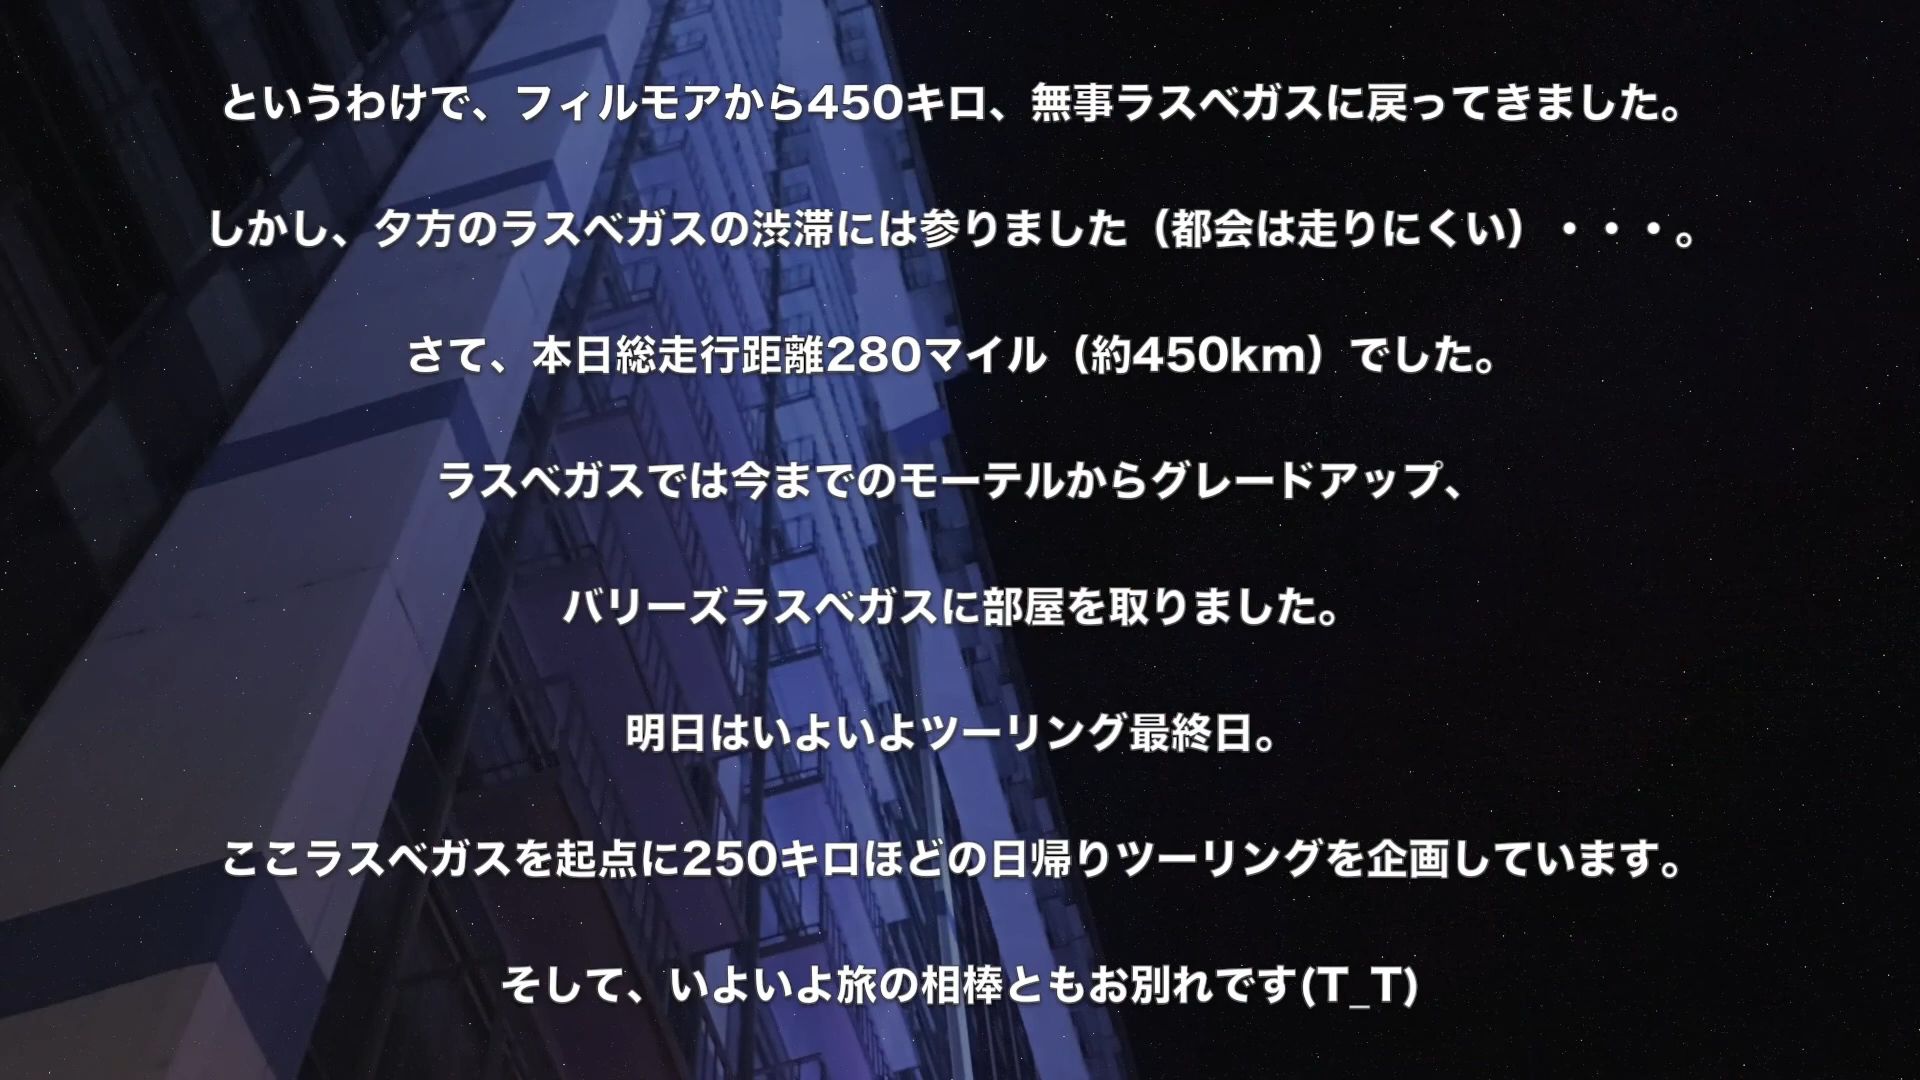 というわけで、フィルモアから450キロ、無事ラスベガスに戻ってきました。
しかし、夕方のラスベガスの渋滞には参りました（都会は走りにくい）・・・。
さて、本日総走行距離280マイル（約450km）でした。
ラスベガスでは今までのモーテルからグレードアップ、
バリーズラスベガスに部屋を取りました。
明日はいよいよツーリング最終日。
ここラスベガスを起点に250キロほどの日帰りツーリングを企画しています。
そして、いよいよ旅の相棒ともお別れです(T_T)